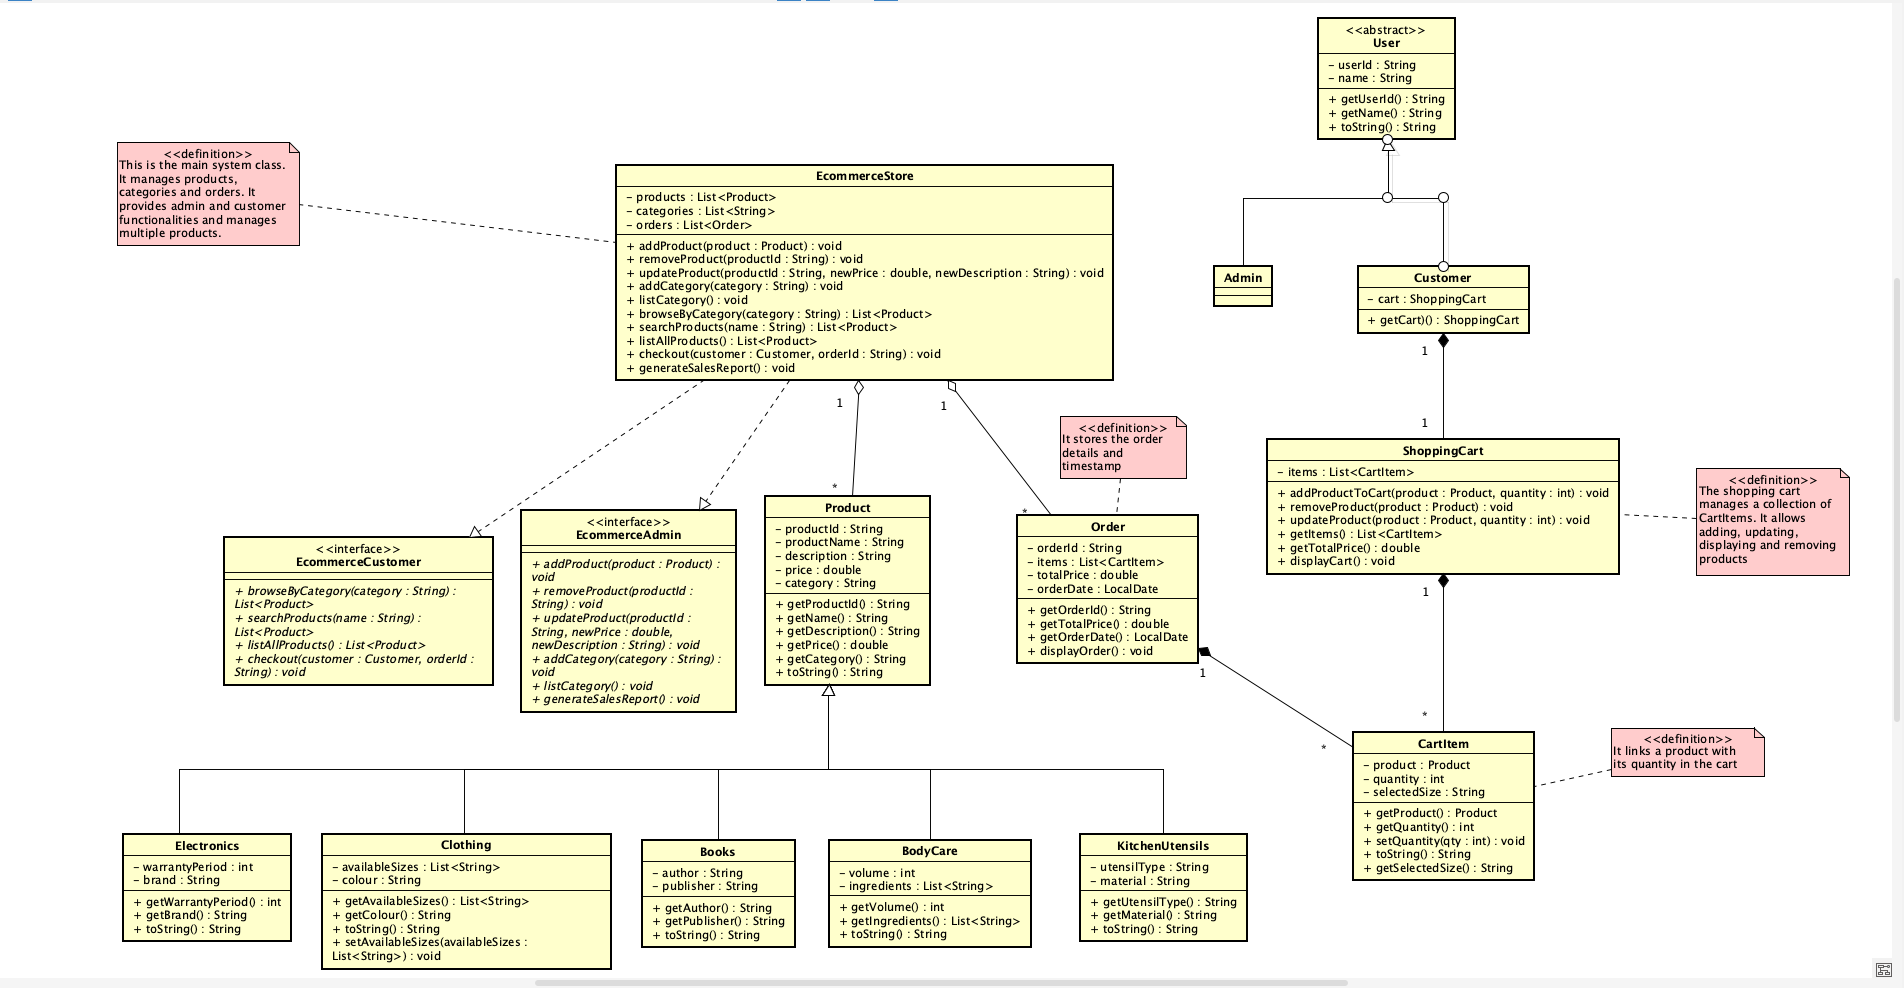 <<abstract>>
User
– userId : String
– name : String
+ getUserId() : String
+ getName() : String
+ toString() : String
<<definition>>
This is the main system class.
It manages products,
categories and orders. It
provides admin and customer
functionalities and manages
multiple products.
EcommerceStore
– products : List<Product>
– categories : List<String>
– orders : List<Order>
+ addProduct(product : Product) : void
+ removeProduct(productId : String) : void
+ updateProduct(productId : String, newPrice : double, newDescription : String) : void
+ addCategory(category : String) : void
+ listCategory() : void
+ browseByCategory(category : String) : List<Product>
+ searchProducts(name : String) : List<Product>
+ listAllProducts() : List<Product>
+ checkout(customer : Customer, orderId : String) : void
+ generateSalesReport() : void
Admin
Customer
– cart : ShoppingCart
+ getCart)() : ShoppingCart
1
1
1
1
<<definition>>
It stores the order
details and
timestamp
ShoppingCart
– items : List<CartItem>
+ addProductToCart(product : Product, quantity : int) : void
+ removeProduct(product : Product) : void
+ updateProduct(product : Product, quantity : int) : void
+ getItems() : List<CartItem>
+ getTotalPrice() : double
+ displayCart() : void
<<definition>>
The shopping cart
manages a collection of
CartItems. It allows
adding, updating,
displaying and removing
products
*
*
<<interface>>
EcommerceCustomer
+ browseByCategory(category : String) :
List<Product>
+ searchProducts(name : String) :
List<Product>
+ listAllProducts() : List<Product>
+ checkout(customer : Customer, orderId :
String) : void
<<interface>>
EcommerceAdmin
+ addProduct(product : Product) :
void
+ removeProduct(productId :
String) : void
+ updateProduct(productId :
String, newPrice : double,
newDescription : String) : void
+ addCategory(category : String) :
void
+ listCategory() : void
+ generateSalesReport() : void
Product
– productId : String
– productName : String
– description : String
– price : double
– category : String
+ getProductId() : String
+ getName() : String
+ getDescription() : String
+ getPrice() : double
+ getCategory() : String
+ toString() : String
Order
– orderId : String
– items : List<CartItem>
– totalPrice : double
– orderDate : LocalDate
+ getOrderId() : String
+ getTotalPrice() : double
+ getOrderDate() : LocalDate
+ displayOrder() : void
1
1
*
*
CartItem
– product : Product
– quantity : int
– selectedSize : String
+ getProduct() : Product
+ getQuantity() : int
+ setQuantity(qty : int) : void
+ toString() : String
+ getSelectedSize() : String
<<definition>>
It links a product with
its quantity in the cart
Electronics
– warrantyPeriod : int
– brand : String
+ getWarrantyPeriod() : int
+ getBrand() : String
+ toString() : String
Clothing
– availableSizes : List<String>
– colour : String
+ getAvailableSizes() : List<String>
+ getColour() : String
+ toString() : String
+ setAvailableSizes(availableSizes :
List<String>) : void
Books
– author : String
– publisher : String
+ getAuthor() : String
+ getPublisher() : String
+ toString() : String
BodyCare
– volume : int
– ingredients : List<String>
+ getVolume() : int
+ getIngredients() : List<String>
+ toString() : String
KitchenUtensils
– utensilType : String
– material : String
+ getUtensilType() : String
+ getMaterial() : String
+ toString() : String